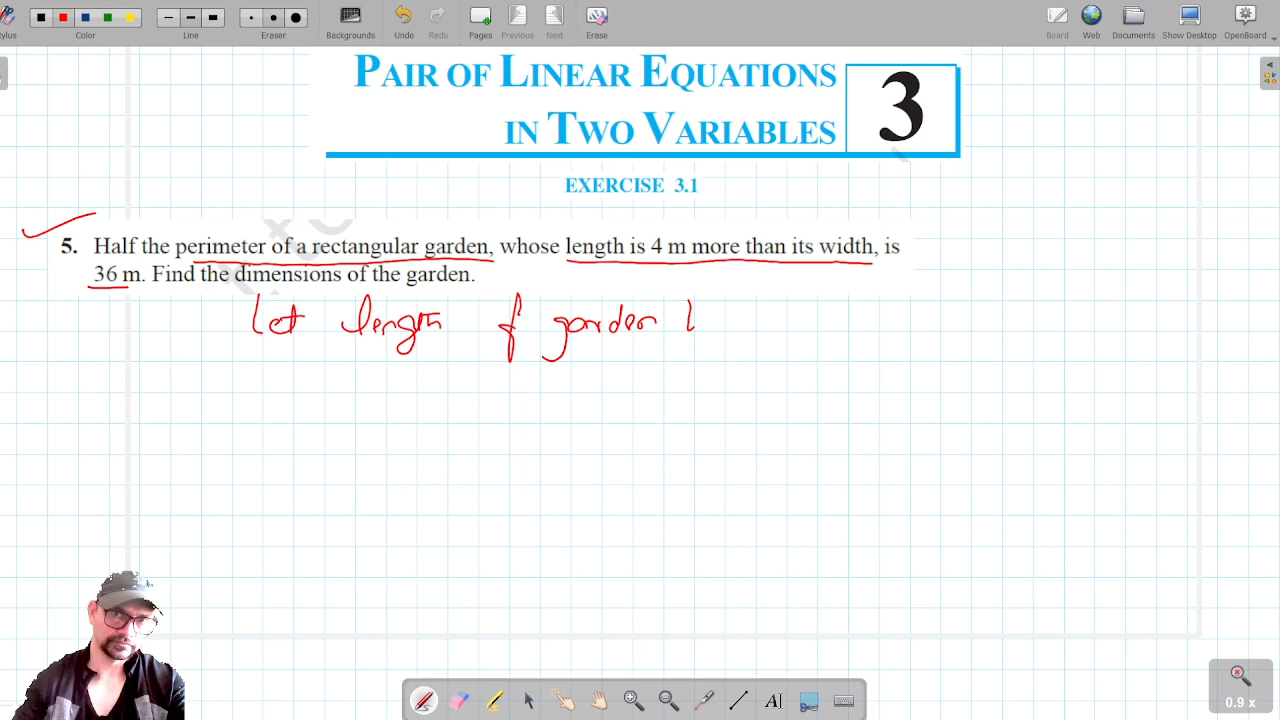 Stylus
Color
Line
Eraser
Backgrounds
Undo
Redo
Pages
Previous
Next
Erase
Board
Web
Documents
Show Desktop
OpenBoard
PAIR OF LINEAR EQUATIONS
IN TWO VARIABLES
3
EXERCISE 3.1
5. Half the perimeter of a rectangular garden, whose length is 4 m more than its width, is
36 m. Find the dimensions of the garden.
Let length of garden l
0.9 x